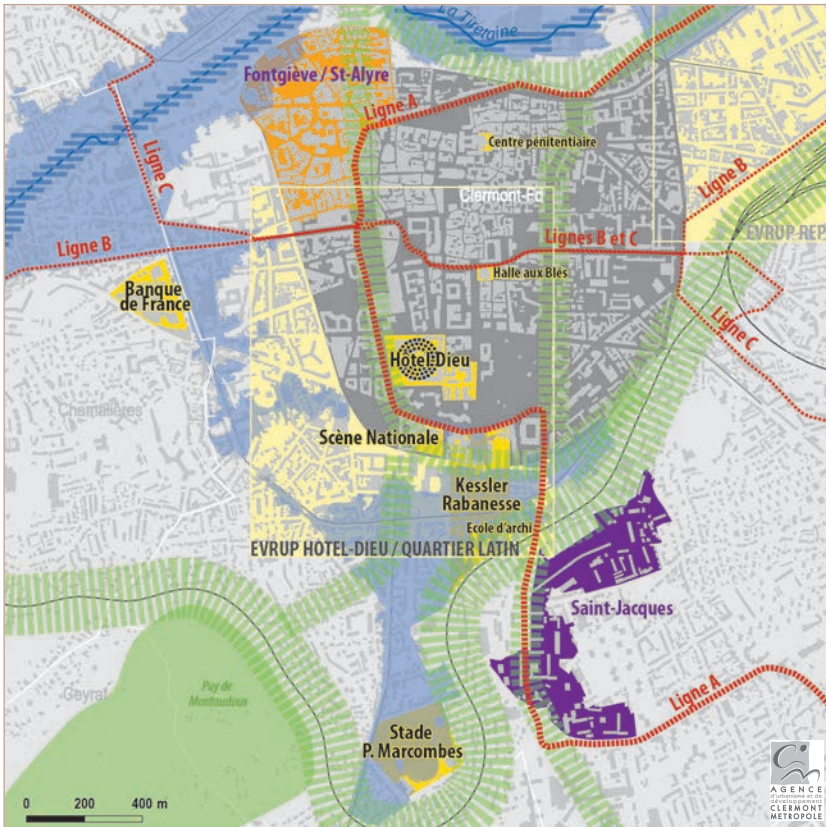 La Tiretaine
Fontgiève / St-Alyre
Ligne A
Centre pénitentiaire
Ligne C
Clermont-Fd
Ligne B
Ligne B
Lignes B et C
EVRUP REP
Halle aux Blés
Banque
de France
Ligne C
Hôtel-Dieu
Chamalières
Scène Nationale
Kessler
Rabanesse
Ecole d'archi
EVRUP HOTEL-DIEU / QUARTIER LATIN
Saint-Jacques
Ceyrat
Puy de
Montaudoux
Ligne A
Stade
P. Marcombes
0 200 400 m
AGENCE
d'urbanisme et de
développement
CLERMONT
METROPOLE